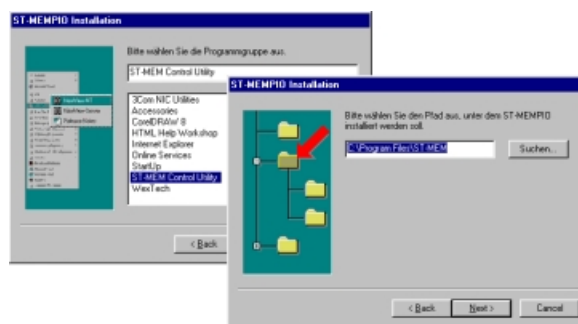 ST-MEMPIO Installation
Bitte wählen Sie die Programmgruppe aus.
ST-MEM Control Utility
3Com NIC Utilities
Accessories
CorelDRAW 8
HTML Help Workshop
Internet Explorer
Online Services
StartUp
ST-MEM Control Utility
WexTech
< Back
ST-MEMPIO Installation
Bitte wählen Sie den Pfad aus, unter dem ST-MEMPIO
installiert werden soll.
C:\Program Files\ST-MEM
Suchen...
< Back
Next >
Cancel